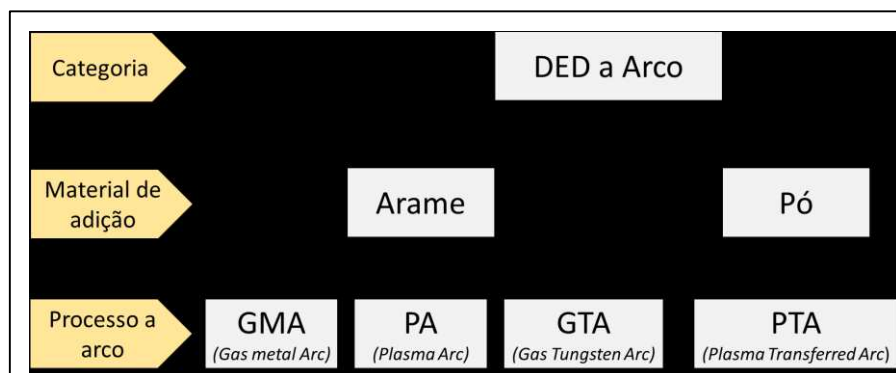 Categoria
DED a Arco
Material de
adição
Arame
Pó
Processo a
arco
GMA
(Gas metal Arc)
PA
(Plasma Arc)
GTA
(Gas Tungsten Arc)
PTA
(Plasma Transferred Arc)